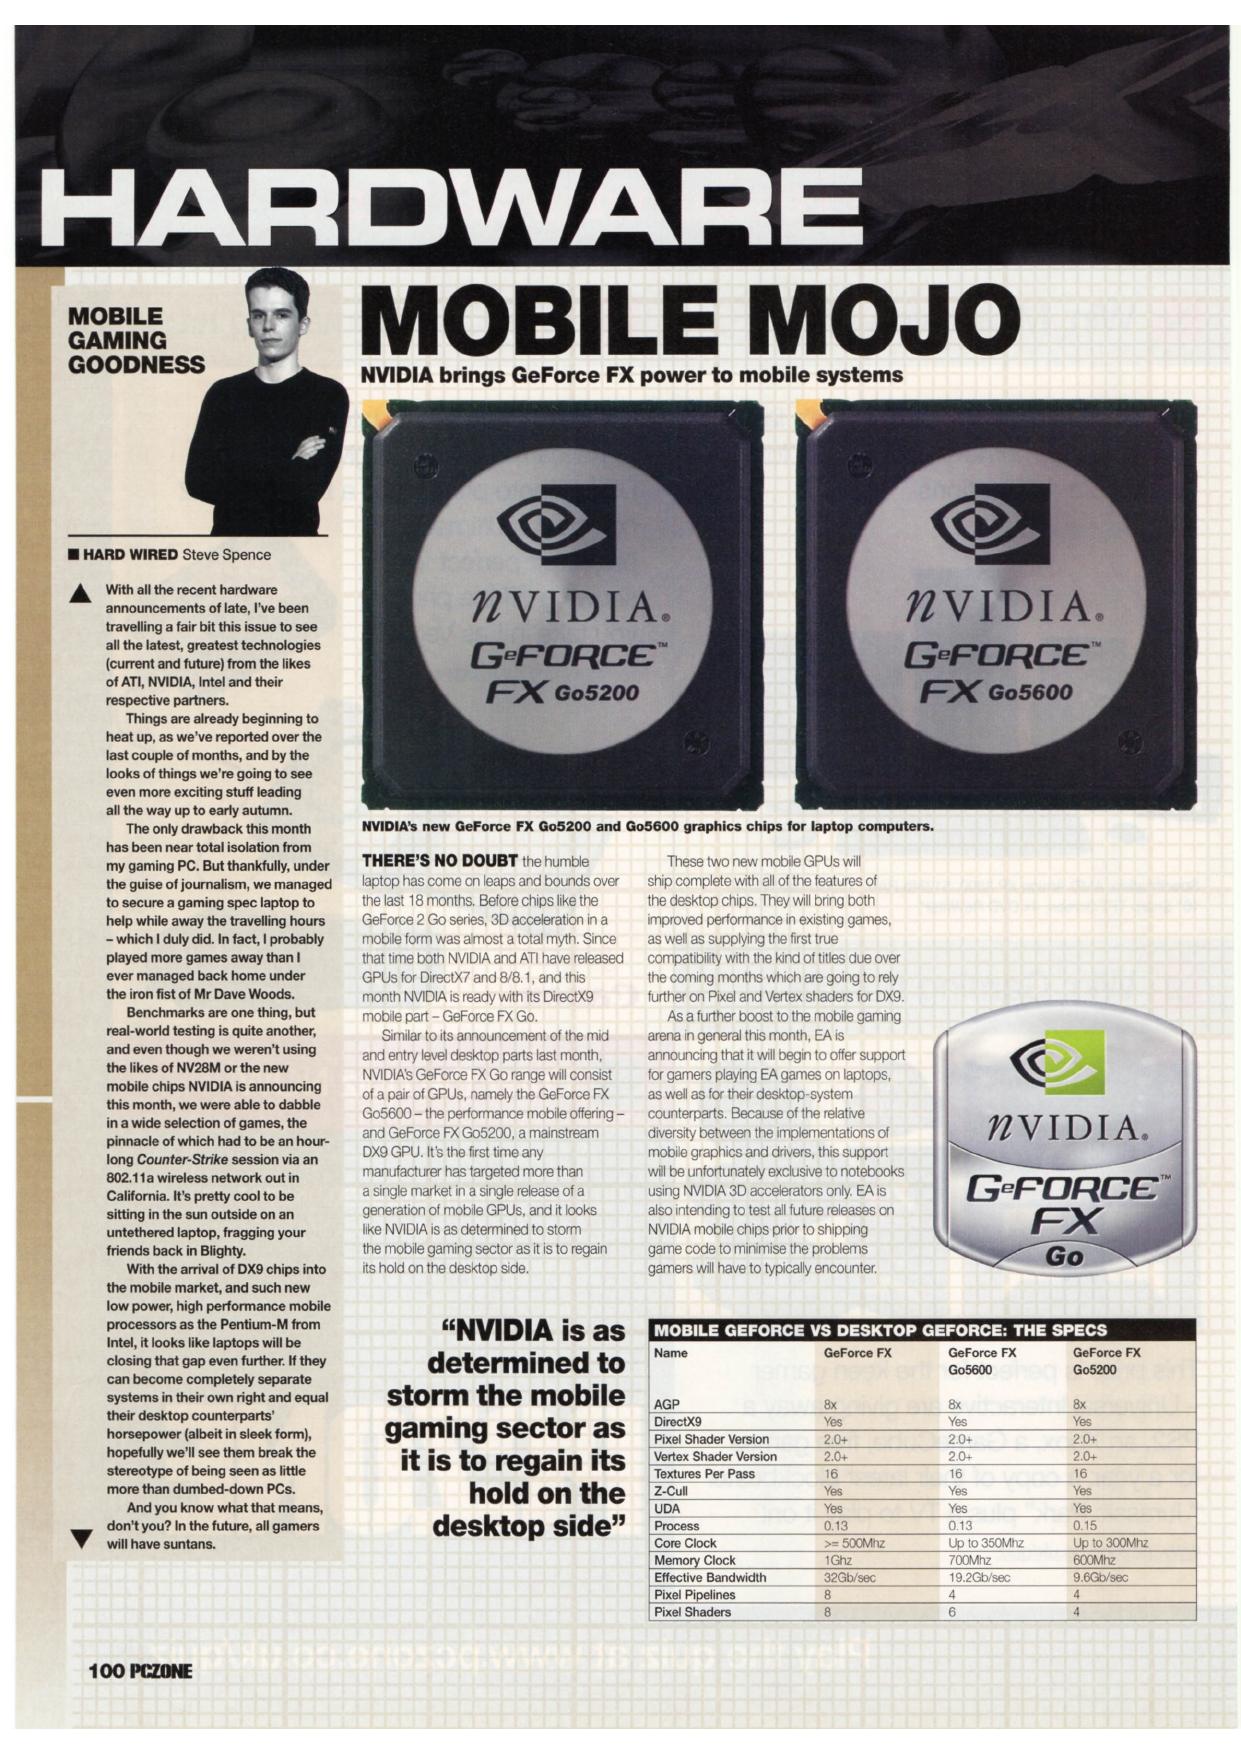 HARDWARE
MOBILE
GAMING
GOODNESS
■ HARD WIRED Steve Spence
▲ With all the recent hardware
announcements of late, I've been
travelling a fair bit this issue to see
all the latest, greatest technologies
(current and future) from the likes
of ATI, NVIDIA, Intel and their
respective partners.
Things are already beginning to
heat up, as we've reported over the
last couple of months, and by the
looks of things we're going to see
even more exciting stuff leading
all the way up to early autumn.
The only drawback this month
has been near total isolation from
my gaming PC. But thankfully, under
the guise of journalism, we managed
to secure a gaming spec laptop to
help while away the travelling hours
– which I duly did. In fact, I probably
played more games away than I
ever managed back home under
the iron fist of Mr Dave Woods.
Benchmarks are one thing, but
real-world testing is quite another,
and even though we weren't using
the likes of NV28M or the new
mobile chips NVIDIA is announcing
this month, we were able to dabble
in a wide selection of games, the
pinnacle of which had to be an hour-
long Counter-Strike session via an
802.11a wireless network out in
California. It's pretty cool to be
sitting in the sun outside on an
untethered laptop, fragging your
friends back in Blighty.
With the arrival of DX9 chips into
the mobile market, and such new
low power, high performance mobile
processors as the Pentium-M from
Intel, it looks like laptops will be
closing that gap even further. If they
can become completely separate
systems in their own right and equal
their desktop counterparts'
horsepower (albeit in sleek form),
hopefully we'll see them break the
stereotype of being seen as little
more than dumbed-down PCs.
And you know what that means,
don't you? In the future, all gamers
▼ will have suntans.
MOBILE MOJO
NVIDIA brings GeForce FX power to mobile systems
nVIDIA®
GeFORCE™
FX Go5200
nVIDIA®
GeFORCE™
FX Go5600
NVIDIA's new GeForce FX Go5200 and Go5600 graphics chips for laptop computers.
THERE'S NO DOUBT the humble
laptop has come on leaps and bounds over
the last 18 months. Before chips like the
GeForce 2 Go series, 3D acceleration in a
mobile form was almost a total myth. Since
that time both NVIDIA and ATI have released
GPUs for DirectX7 and 8/8.1, and this
month NVIDIA is ready with its DirectX9
mobile part – GeForce FX Go.
Similar to its announcement of the mid
and entry level desktop parts last month,
NVIDIA's GeForce FX Go range will consist
of a pair of GPUs, namely the GeForce FX
Go5600 – the performance mobile offering –
and GeForce FX Go5200, a mainstream
DX9 GPU. It's the first time any
manufacturer has targeted more than
a single market in a single release of a
generation of mobile GPUs, and it looks
like NVIDIA is as determined to storm
the mobile gaming sector as it is to regain
its hold on the desktop side.
These two new mobile GPUs will
ship complete with all of the features of
the desktop chips. They will bring both
improved performance in existing games,
as well as supplying the first true
compatibility with the kind of titles due over
the coming months which are going to rely
further on Pixel and Vertex shaders for DX9.
As a further boost to the mobile gaming
arena in general this month, EA is
announcing that it will begin to offer support
for gamers playing EA games on laptops,
as well as for their desktop-system
counterparts. Because of the relative
diversity between the implementations of
mobile graphics and drivers, this support
will be unfortunately exclusive to notebooks
using NVIDIA 3D accelerators only. EA is
also intending to test all future releases on
NVIDIA mobile chips prior to shipping
game code to minimise the problems
gamers will have to typically encounter.
nVIDIA®
GeFORCE™
FX
Go
"NVIDIA is as
determined to
storm the mobile
gaming sector as
it is to regain its
hold on the
desktop side"
MOBILE GEFORCE VS DESKTOP GEFORCE: THE SPECS
Name GeForce FX GeForce FX GeForce FX
Go5600 Go5200
AGP 8x 8x 8x
DirectX9 Yes Yes Yes
Pixel Shader Version 2.0+ 2.0+ 2.0+
Vertex Shader Version 2.0+ 2.0+ 2.0+
Textures Per Pass 16 16 16
Z-Cull Yes Yes Yes
UDA Yes Yes Yes
Process 0.13 0.13 0.15
Core Clock >= 500Mhz Up to 350Mhz Up to 300Mhz
Memory Clock 1Ghz 700Mhz 600Mhz
Effective Bandwidth 32Gb/sec 19.2Gb/sec 9.6Gb/sec
Pixel Pipelines 8 4 4
Pixel Shaders 8 6 4
100 PCZONE